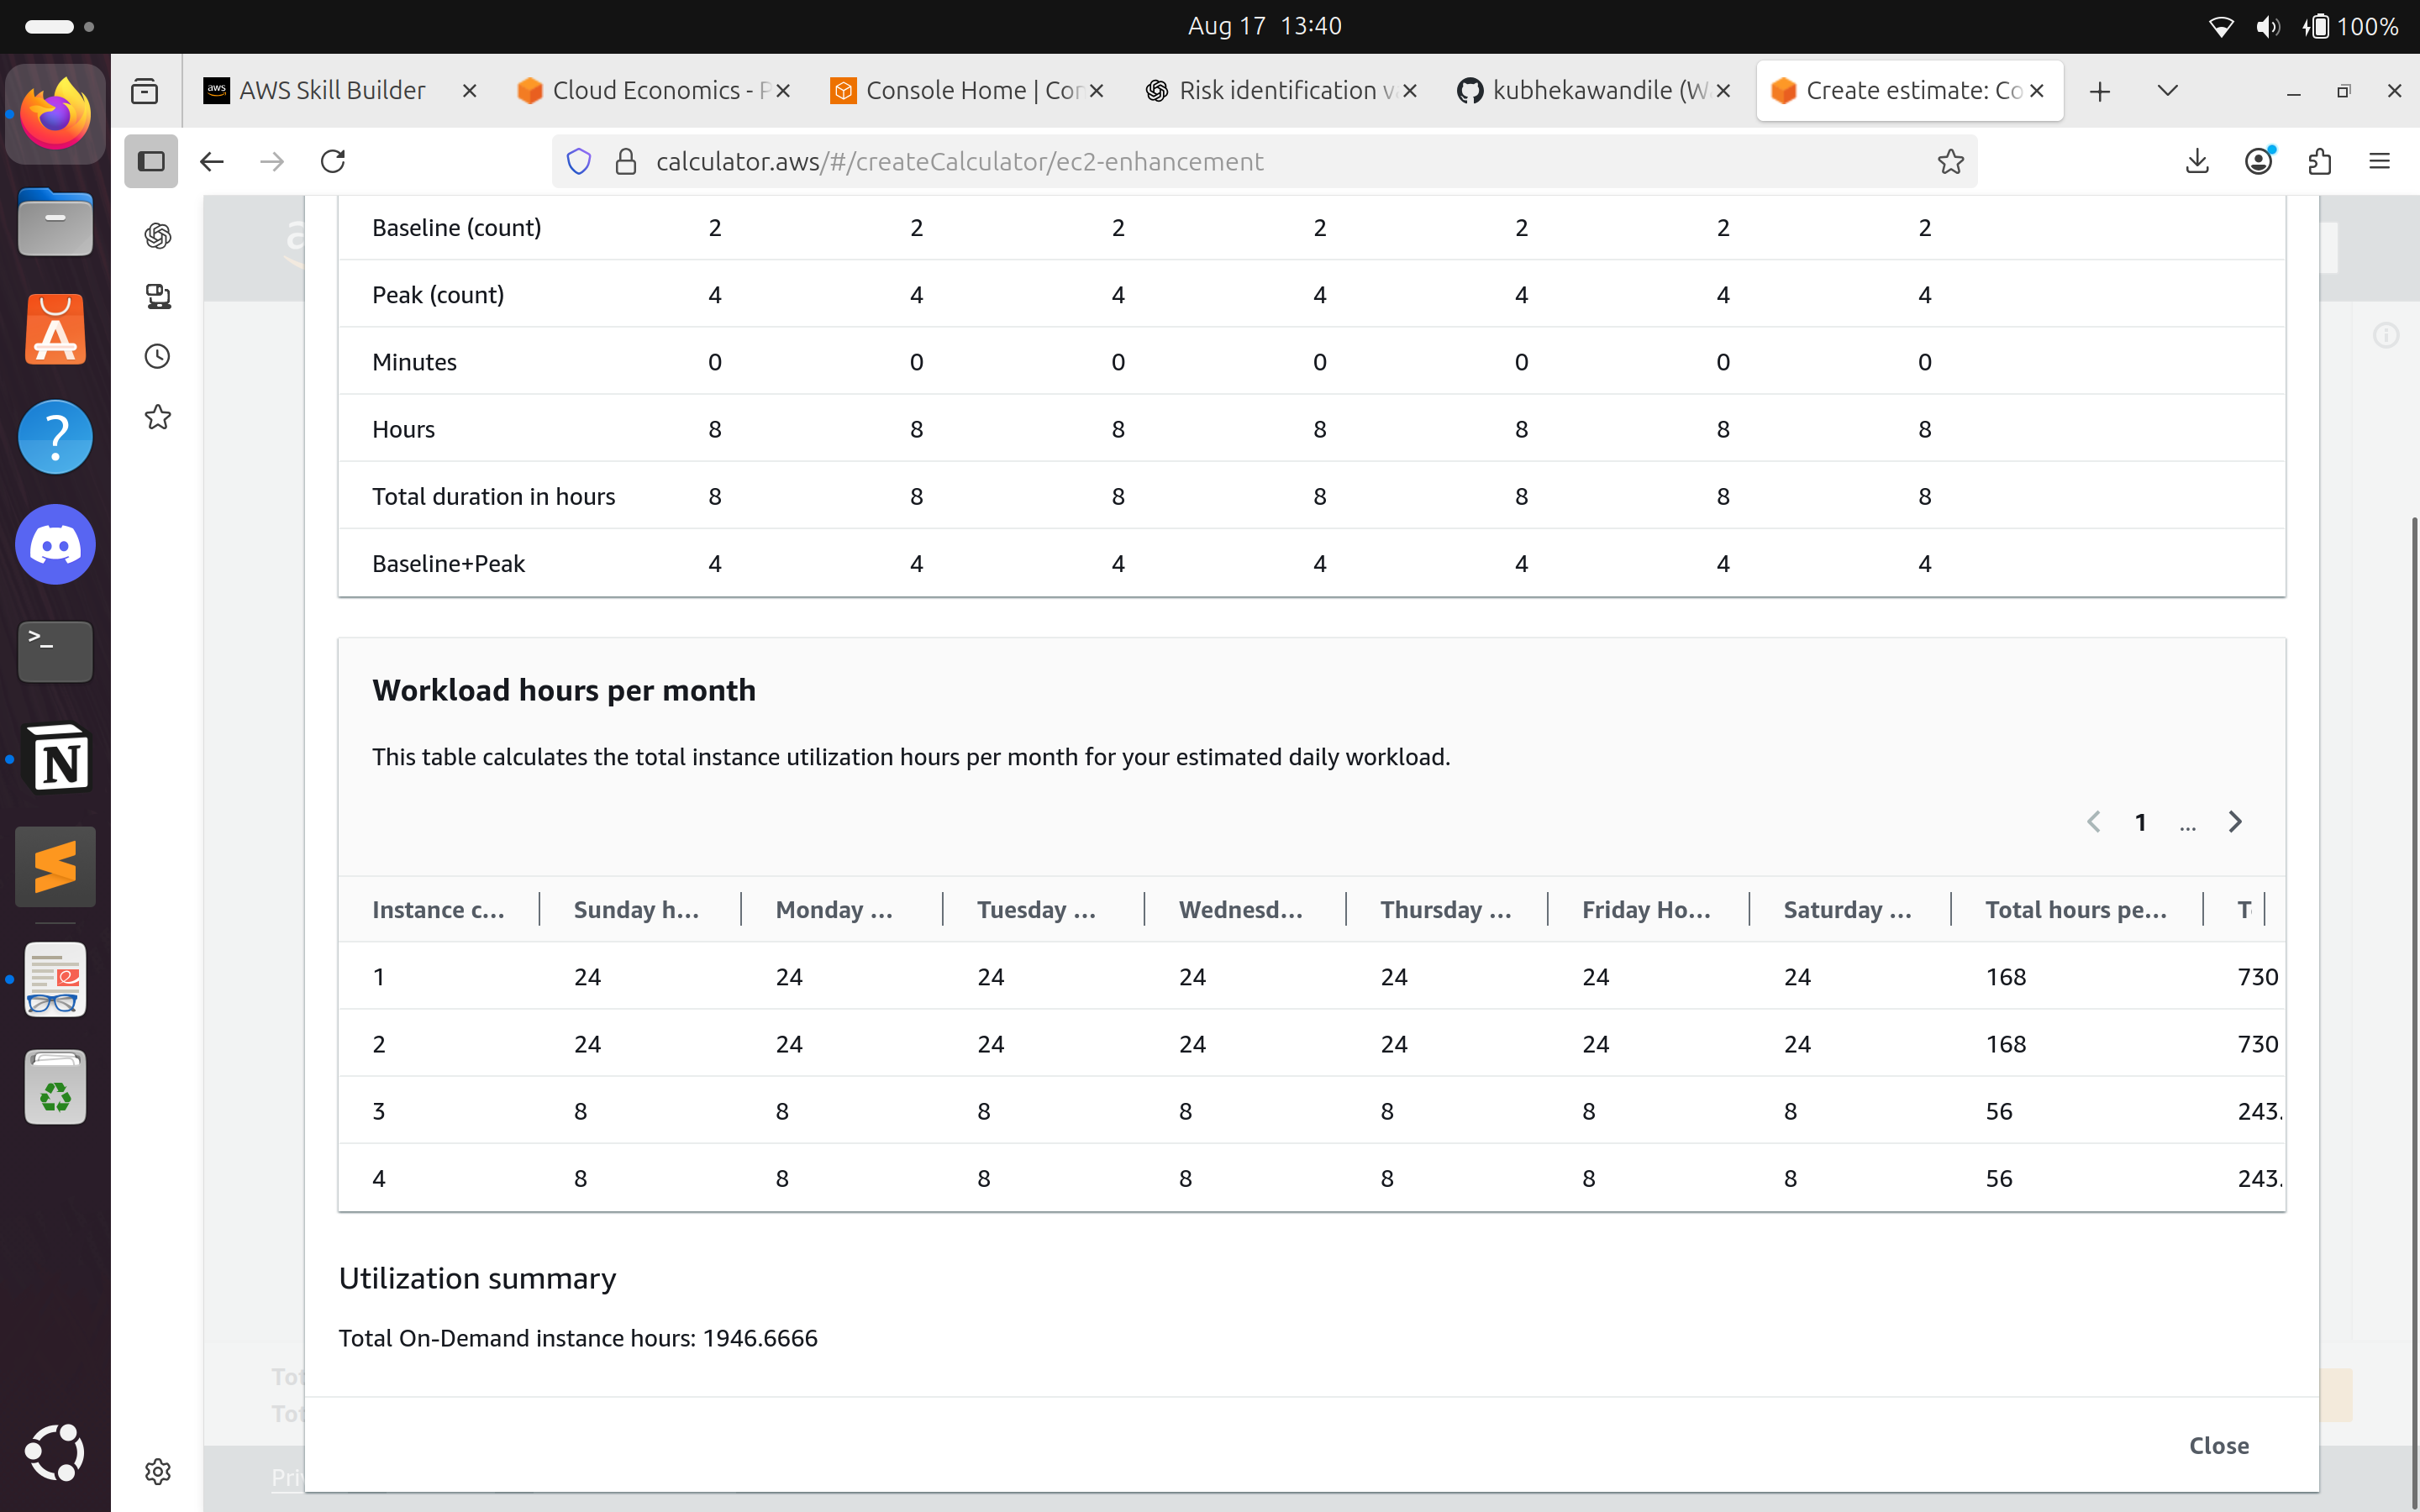 Aug 17 13:40
100%
AWS Skill Builder
Cloud Economics - P
Console Home | Con
Risk identification v
kubhekawandile (W
Create estimate: Co
calculator.aws/#/createCalculator/ec2-enhancement
Baseline (count) 2 2 2 2 2 2 2
Peak (count) 4 4 4 4 4 4 4
Minutes 0 0 0 0 0 0 0
Hours 8 8 8 8 8 8 8
Total duration in hours 8 8 8 8 8 8 8
Baseline+Peak 4 4 4 4 4 4 4
Workload hours per month
This table calculates the total instance utilization hours per month for your estimated daily workload.
1 ...
Instance c... Sunday h... Monday ... Tuesday ... Wednesd... Thursday ... Friday Ho... Saturday ... Total hours pe... T
1 24 24 24 24 24 24 24 168 730
2 24 24 24 24 24 24 24 168 730
3 8 8 8 8 8 8 8 56 243.
4 8 8 8 8 8 8 8 56 243.
Utilization summary
Total On-Demand instance hours: 1946.6666
Tot
Tot
Close
Pri